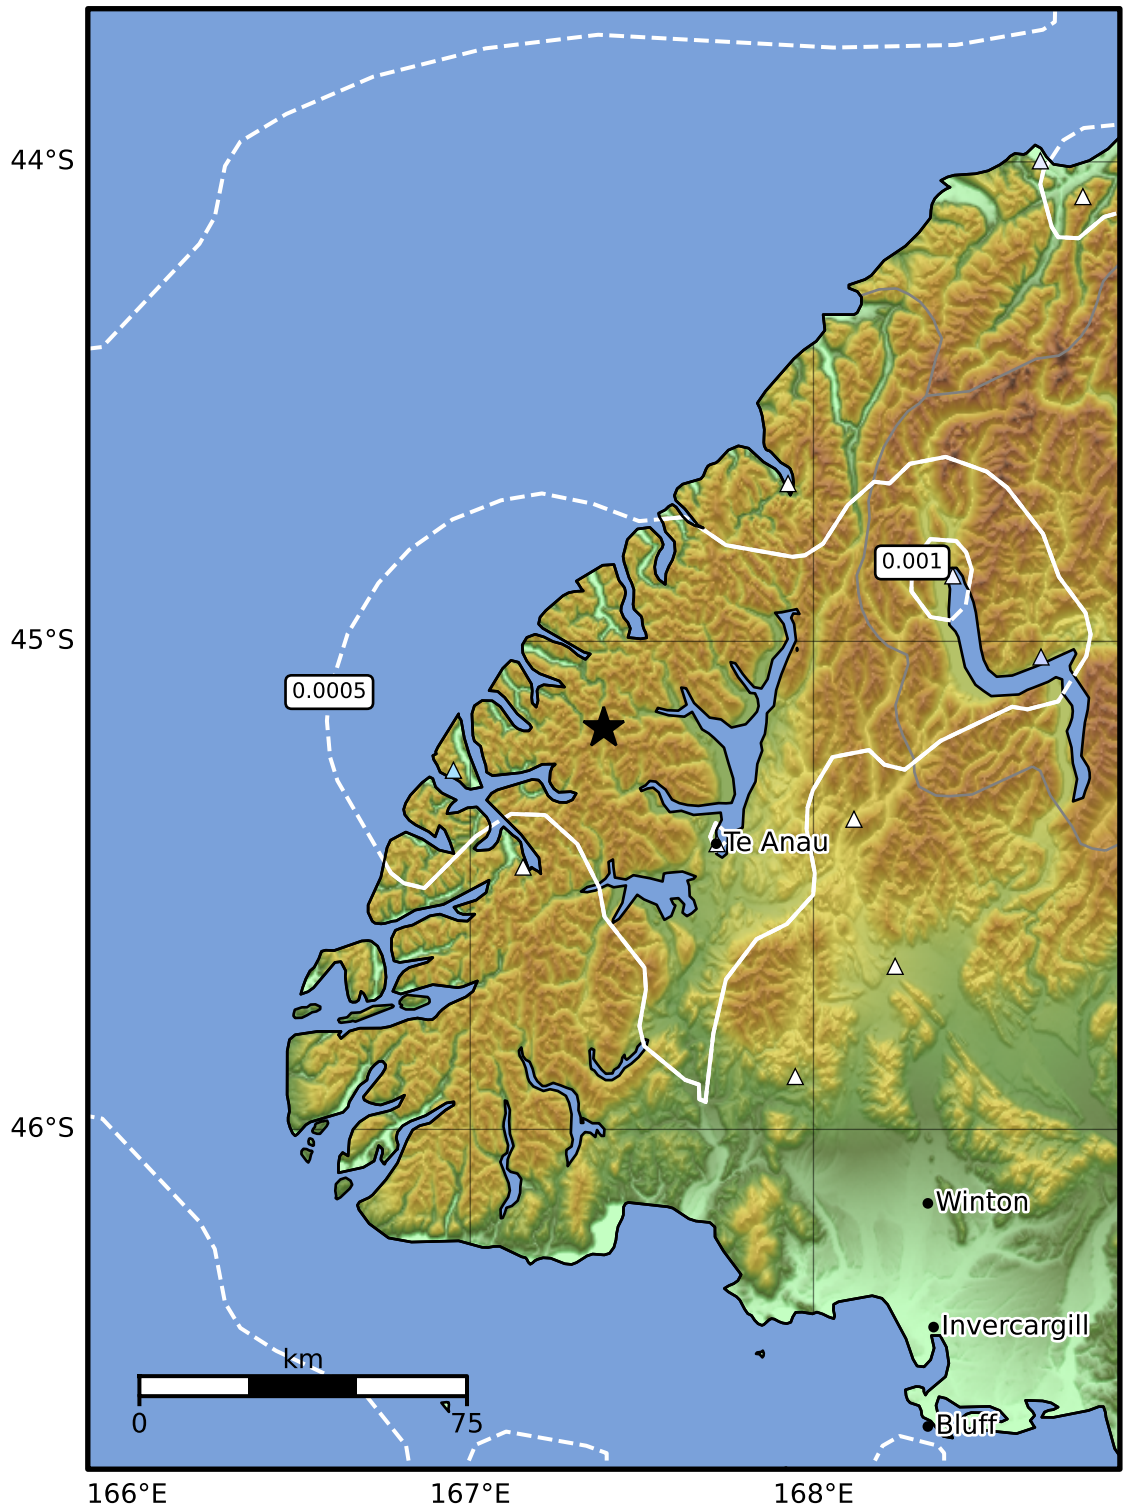 44°S
0.001
45°S
0.0005
Te Anau
46°S
Winton
Invercargill
km
0 75
Bluff
166°E 167°E 168°E